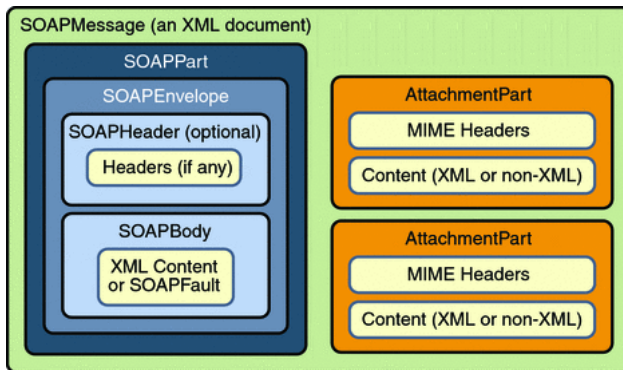 SOAPMessage (an XML document)
SOAPPart
SOAPEnvelope
SOAPHeader (optional)
Headers (if any)
SOAPBody
XML Content
or SOAPFault
AttachmentPart
MIME Headers
Content (XML or non-XML)
AttachmentPart
MIME Headers
Content (XML or non-XML)